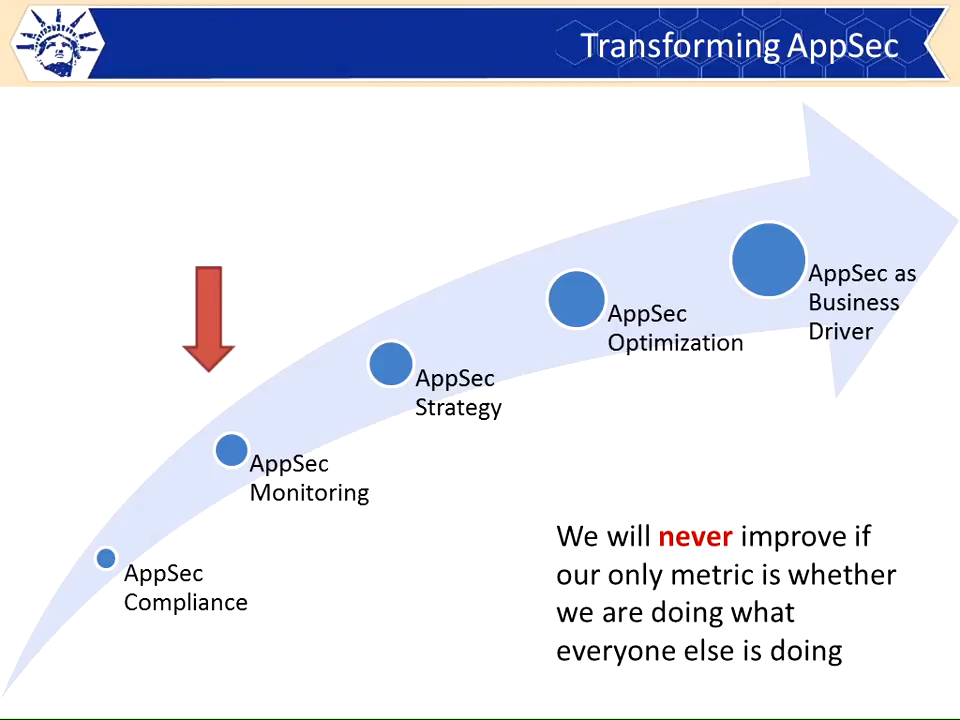 Transforming AppSec
AppSec as
Business
Driver
AppSec
Optimization
AppSec
Strategy
AppSec
Monitoring
AppSec
Compliance
We will never improve if
our only metric is whether
we are doing what
everyone else is doing